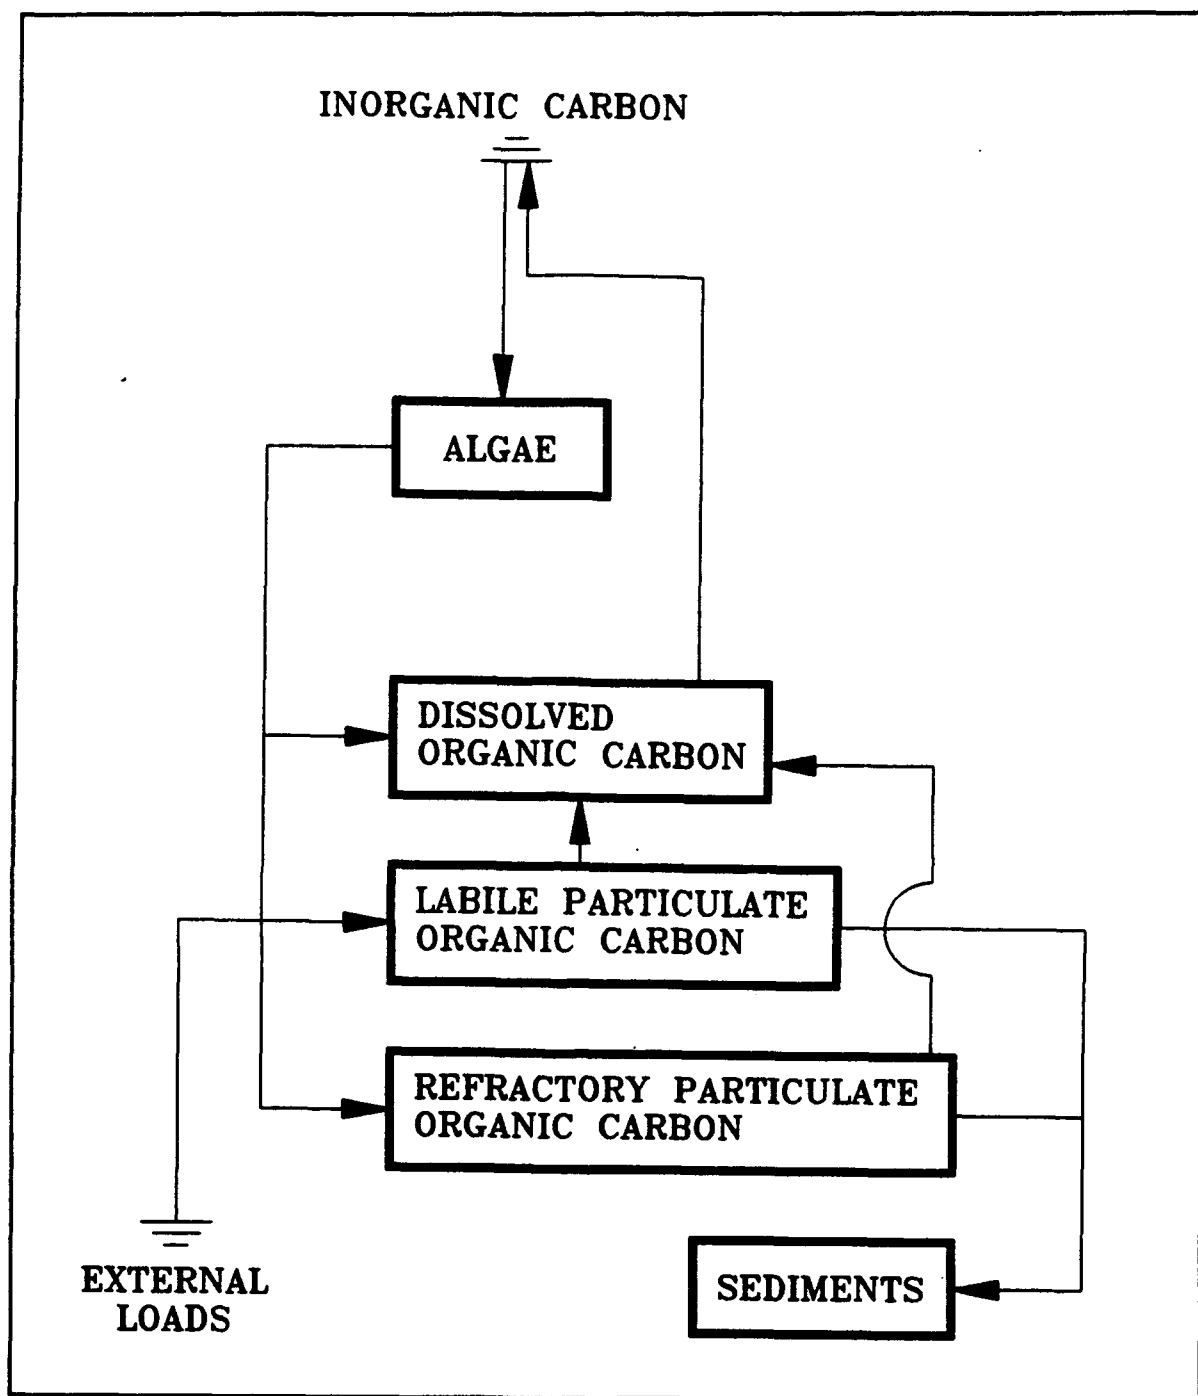 INORGANIC CARBON
ALGAE
DISSOLVED
ORGANIC CARBON
LABILE PARTICULATE
ORGANIC CARBON
REFRACTORY PARTICULATE
ORGANIC CARBON
SEDIMENTS
EXTERNAL
LOADS